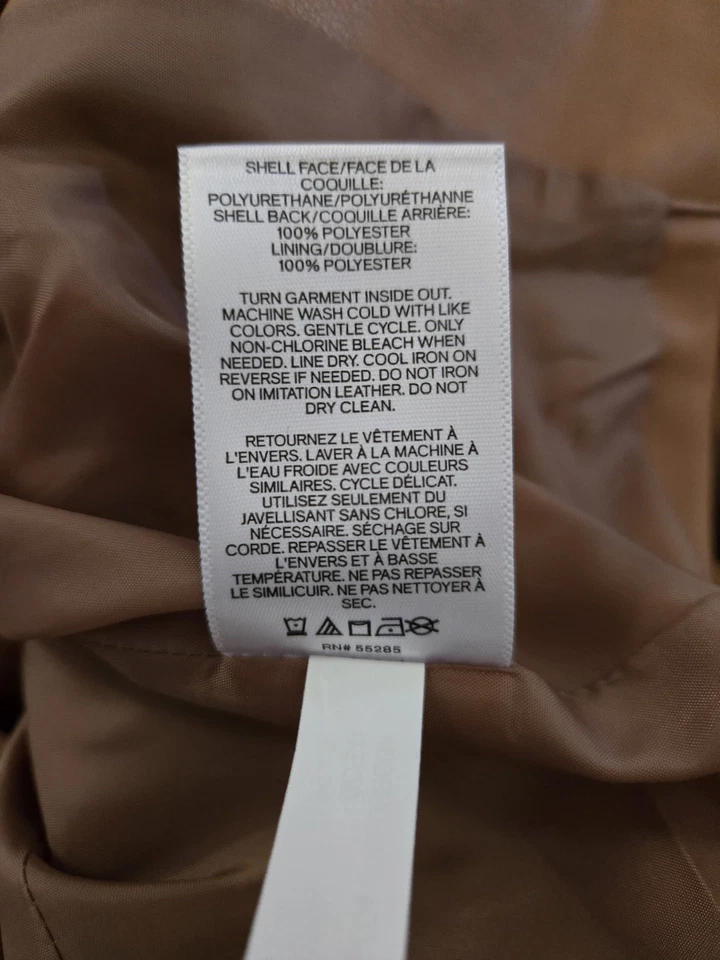 SHELL FACE/FACE DE LA
COQUILLE:
POLYURETHANE/POLYURÉTHANNE
SHELL BACK/COQUILLE ARRIÈRE:
100% POLYESTER
LINING/DOUBLURE:
100% POLYESTER
TURN GARMENT INSIDE OUT.
MACHINE WASH COLD WITH LIKE
COLORS. GENTLE CYCLE. ONLY
NON-CHLORINE BLEACH WHEN
NEEDED. LINE DRY. COOL IRON ON
REVERSE IF NEEDED. DO NOT IRON
ON IMITATION LEATHER. DO NOT
DRY CLEAN.
RETOURNEZ LE VÊTEMENT À
L'ENVERS. LAVER À LA MACHINE À
L'EAU FROIDE AVEC COULEURS
SIMILAIRES. CYCLE DÉLICAT.
UTILISEZ SEULEMENT DU
JAVELLISANT SANS CHLORE, SI
NÉCESSAIRE. SÉCHAGE SUR
CORDE. REPASSER LE VÊTEMENT À
L'ENVERS ET À BASSE
TEMPÉRATURE. NE PAS REPASSER
LE SIMILICUIR. NE PAS NETTOYER À
SEC.
RN# 55285